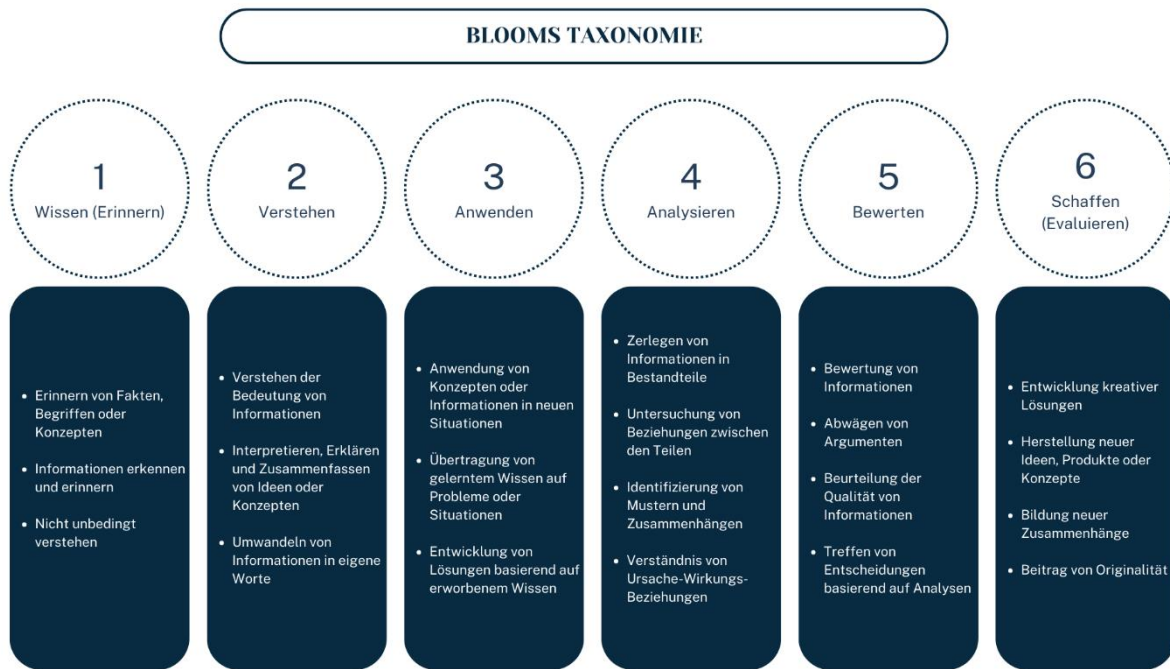 BLOOMS TAXONOMIE
1
Wissen (Erinnern)
2
Verstehen
3
Anwenden
4
Analysieren
5
Bewerten
6
Schaffen
(Evaluieren)
• Erinnern von Fakten,
Begriffen oder
Konzepten
• Informationen erkennen
und erinnern
• Nicht unbedingt
verstehen
• Verstehen der
Bedeutung von
Informationen
• Interpretieren, Erklären
und Zusammenfassen
von Ideen oder
Konzepten
• Umwandeln von
Informationen in eigene
Worte
• Anwendung von
Konzepten oder
Informationen in neuen
Situationen
• Übertragung von
gelerntem Wissen auf
Probleme oder
Situationen
• Entwicklung von
Lösungen basierend auf
erworbenem Wissen
• Zerlegen von
Informationen in
Bestandteile
• Untersuchung von
Beziehungen zwischen
den Teilen
• Identifizierung von
Mustern und
Zusammenhängen
• Verständnis von
Ursache-Wirkungs-
Beziehungen
• Bewertung von
Informationen
• Abwägen von
Argumenten
• Beurteilung der
Qualität von
Informationen
• Treffen von
Entscheidungen
basierend auf Analysen
• Entwicklung kreativer
Lösungen
• Herstellung neuer
Ideen, Produkte oder
Konzepte
• Bildung neuer
Zusammenhänge
• Beitrag von Originalität